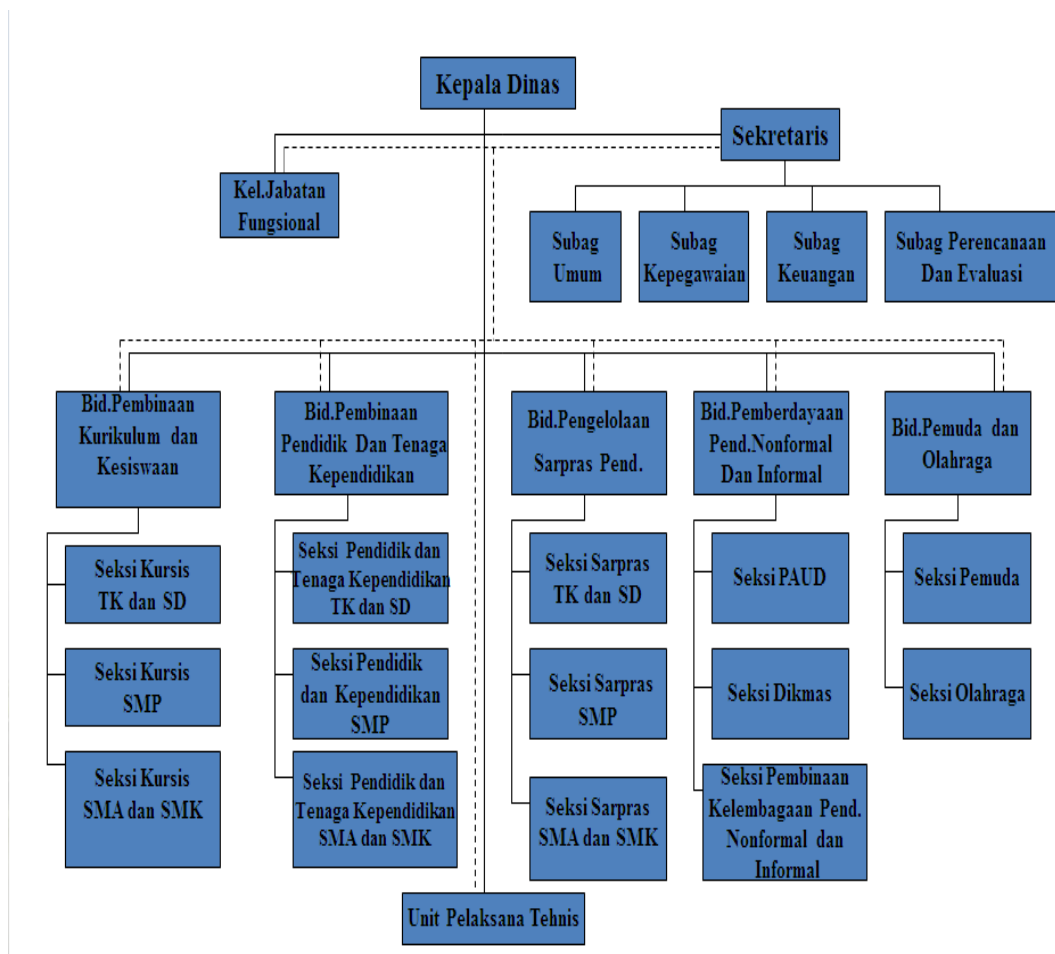 Kepala Dinas
Sekretaris
Kel.Jabatan
Fungsional
Subag
Umum
Subag
Kepegawaian
Subag
Keuangan
Subag Perencanaan
Dan Evaluasi
Bid.Pembinaan
Kurikulum dan
Kesiswaan
Bid.Pembinaan
Pendidik Dan Tenaga
Kependidikan
Bid.Pengelolaan
Sarpras Pend.
Bid.Pemberdayaan
Pend.Nonformal
Dan Informal
Bid.Pemuda dan
Olahraga
Seksi Kursis
TK dan SD
Seksi Pendidik dan
Tenaga Kependidikan
TK dan SD
Seksi Sarpras
TK dan SD
Seksi PAUD
Seksi Pemuda
Seksi Kursis
SMP
Seksi Pendidik
dan Kependidikan
SMP
Seksi Sarpras
SMP
Seksi Dikmas
Seksi Olahraga
Seksi Kursis
SMA dan SMK
Seksi Pendidik dan
Tenaga Kependidikan
SMA dan SMK
Seksi Sarpras
SMA dan SMK
Seksi Pembinaan
Kelembagaan Pend.
Nonformal dan
Informal
Unit Pelaksana Tehnis